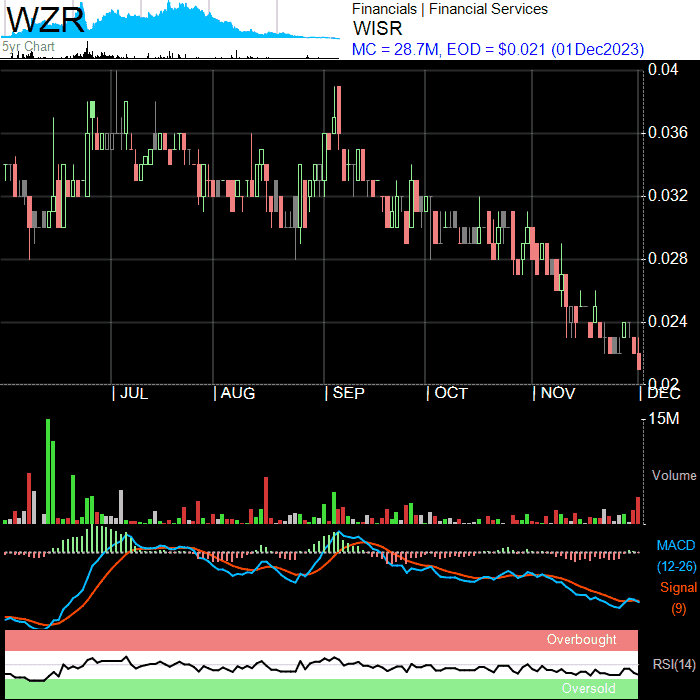 WZR
5yr Chart
Financials | Financial Services
WISR
MC = 28.7M, EOD = $0.021 (01Dec2023)
0.04
0.036
0.032
0.028
0.024
0.02
JUL
AUG
SEP
OCT
NOV
DEC
15M
Volume
MACD
(12-26)
Signal
(9)
Overbought
RSI(14)
Oversold